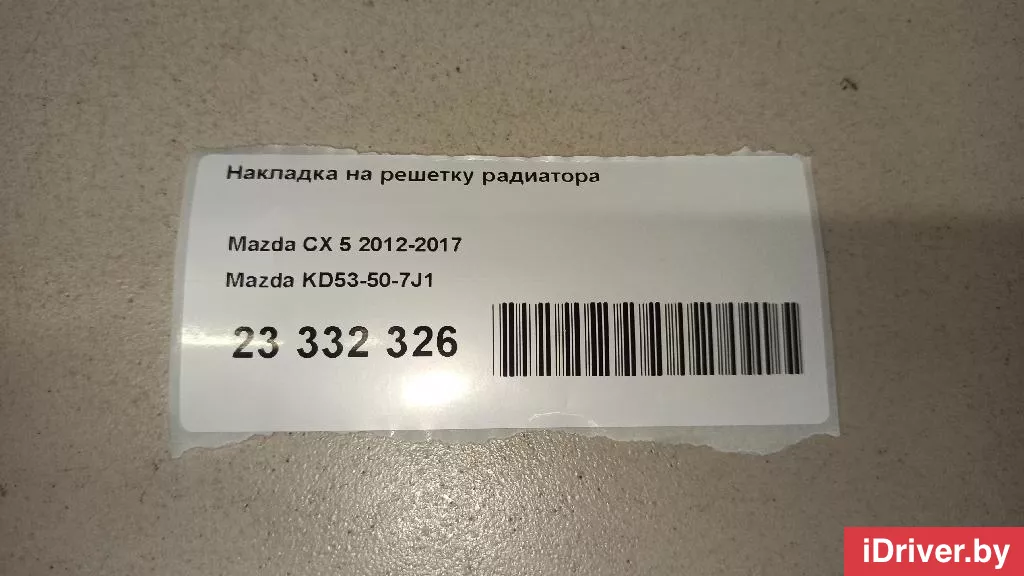 Накладка на решетку радиатора
Mazda CX 5 2012-2017
Mazda KD53-50-7J1
23 332 326
iDriver.by